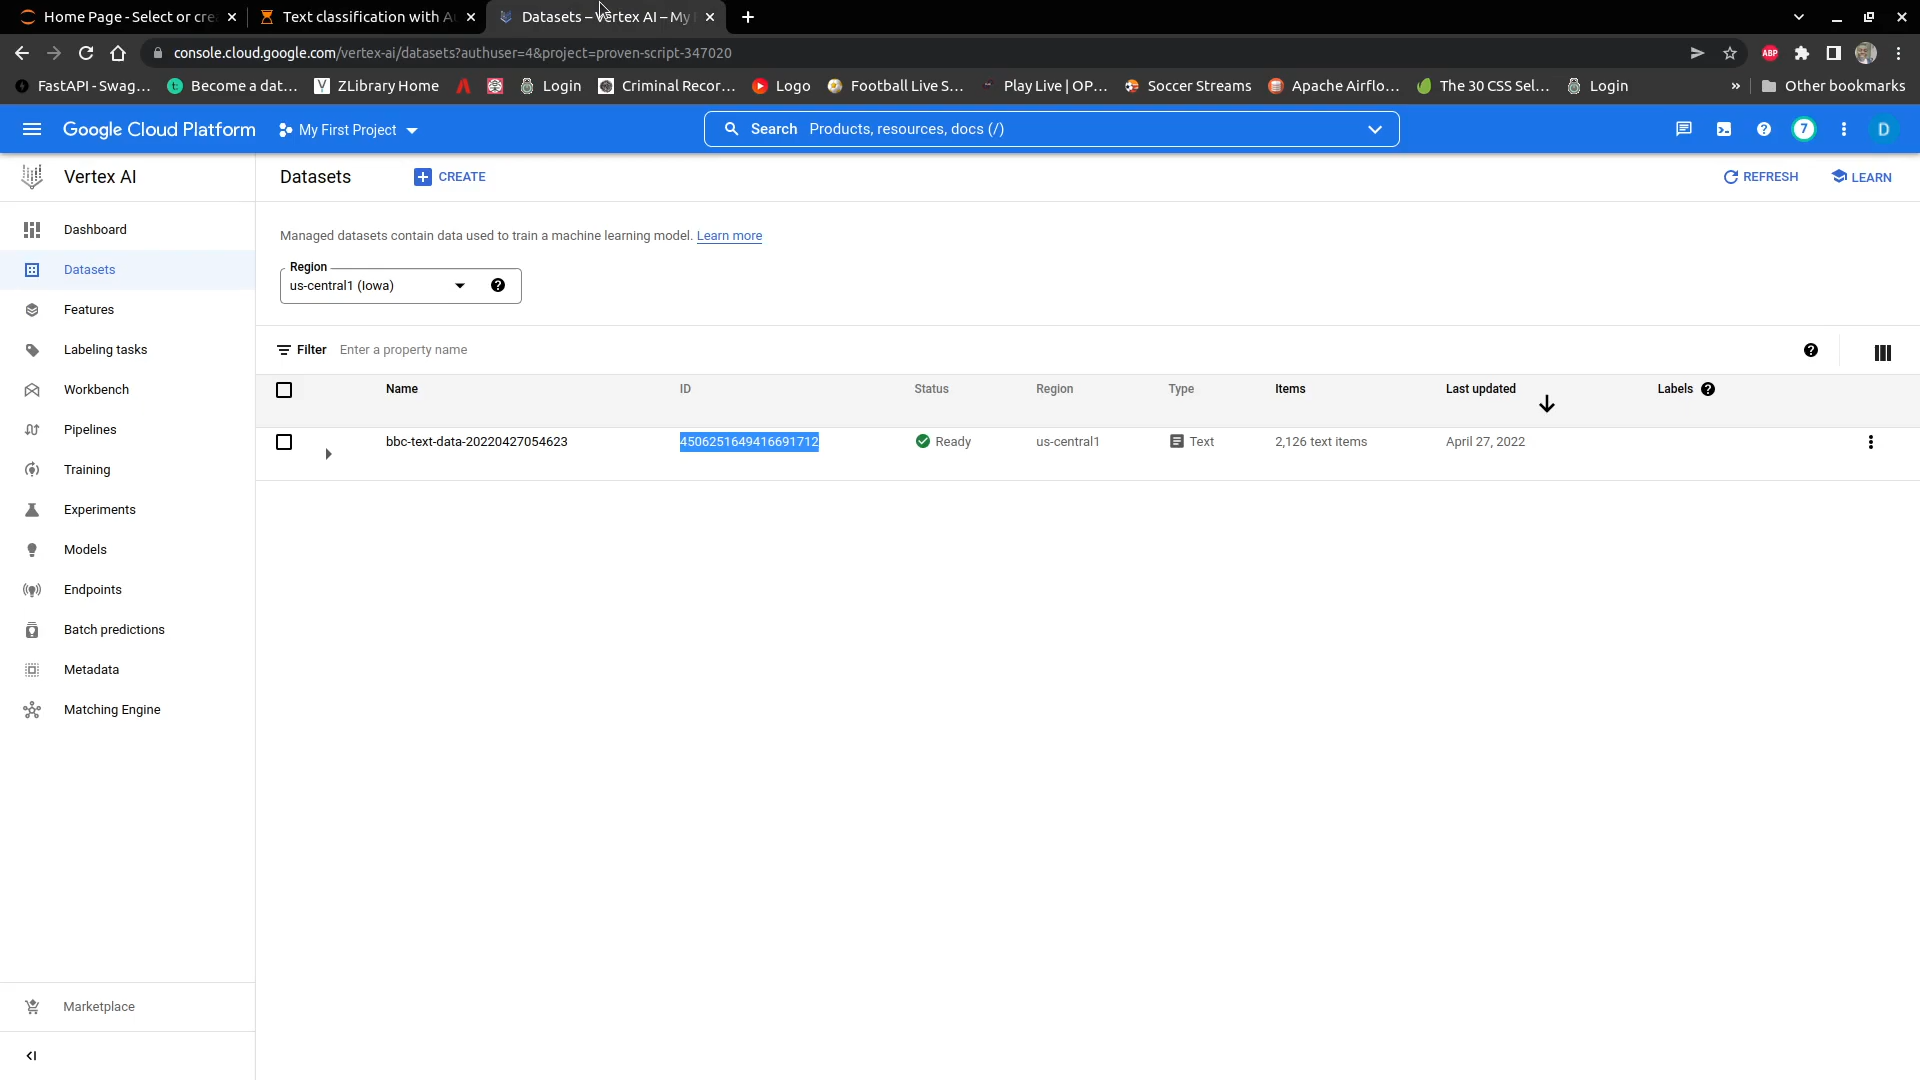 Home Page - Select or cre
Text classification with Au
Datasets – Vertex AI – My
console.cloud.google.com/vertex-ai/datasets?authuser=4&project=proven-script-347020
ABP
FastAPI - Swag...
Become a dat...
ZLibrary Home
Login
Criminal Recor...
Logo
Football Live S...
Play Live | OP...
Soccer Streams
Apache Airflo...
The 30 CSS Sel...
Login
»
Other bookmarks
Google Cloud Platform
My First Project
Search Products, resources, docs (/)
7
D
Vertex AI
Datasets
CREATE
REFRESH
LEARN
Dashboard
Datasets
Features
Labeling tasks
Workbench
Pipelines
Training
Experiments
Models
Endpoints
Batch predictions
Metadata
Matching Engine
Marketplace
Managed datasets contain data used to train a machine learning model. Learn more
Region
us-central1 (Iowa)
Filter Enter a property name
Name ID Status Region Type Items Last updated Labels
bbc-text-data-20220427054623 4506251649416691712 Ready us-central1 Text 2,126 text items April 27, 2022